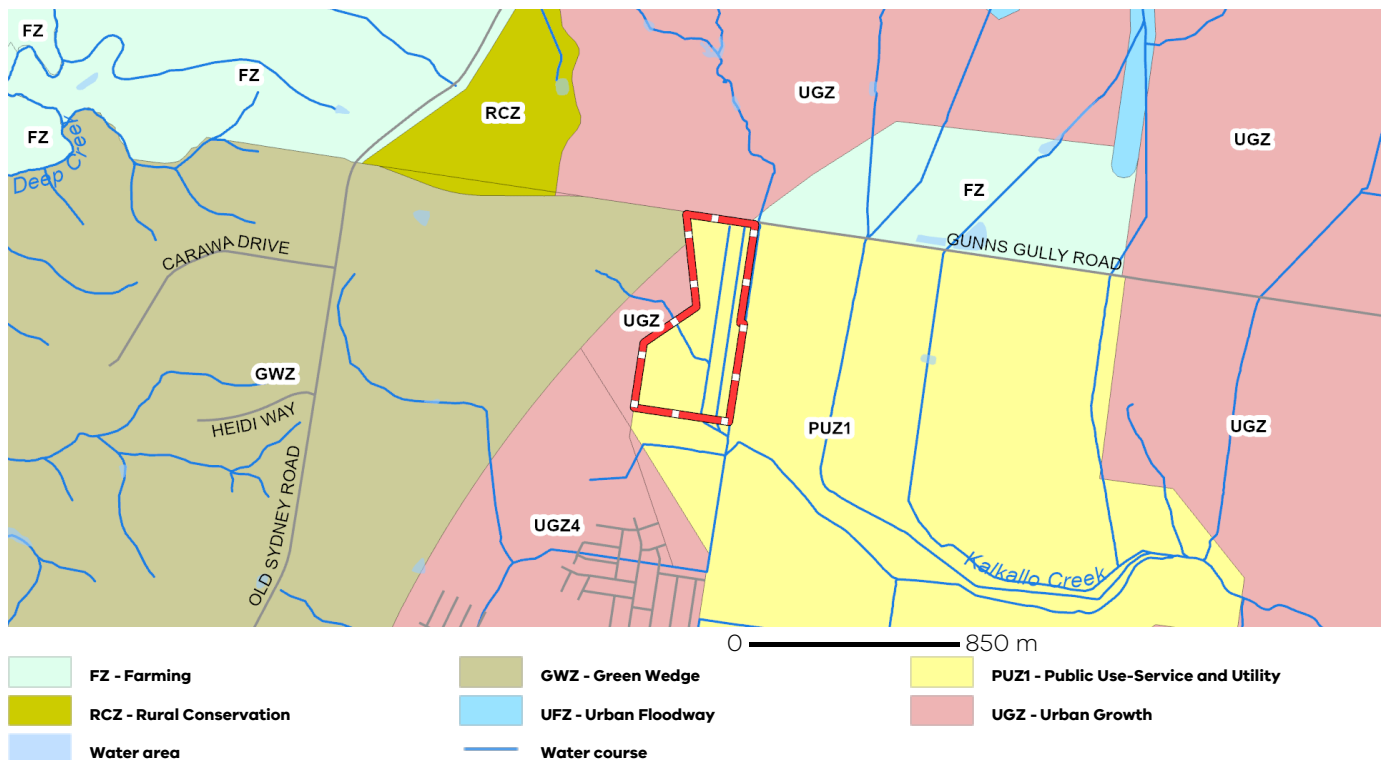 FZ
FZ
RCZ
UGZ
FZ
UGZ
Deep Creek
FZ
CARAWA DRIVE
GUNNS GULLY ROAD
UGZ
GWZ
HEIDI WAY
PUZ1
UGZ
OLD SYDNEY ROAD
UGZ4
Kalkallo Creek
0 850 m
FZ - Farming
GWZ - Green Wedge
PUZ1 - Public Use-Service and Utility
RCZ - Rural Conservation
UFZ - Urban Floodway
UGZ - Urban Growth
Water area
Water course